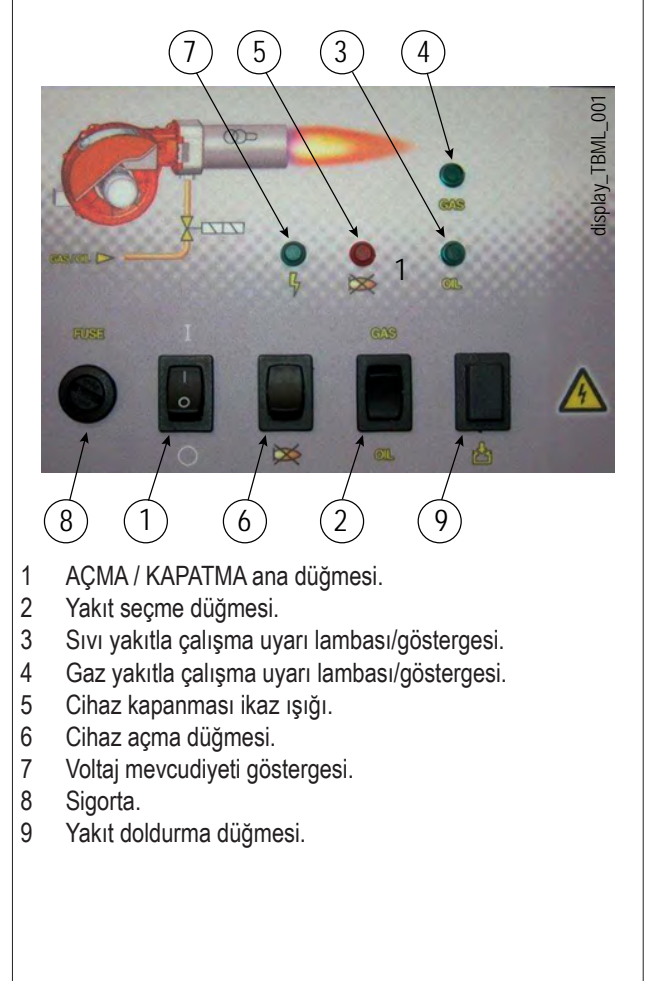 7 5 3 4
display_TBML_001
GAS
GAS/OIL
1
OIL
FUSE I GAS
I
O
OIL
8 1 6 2 9
1 AÇMA / KAPATMA ana düğmesi.
2 Yakıt seçme düğmesi.
3 Sıvı yakıtla çalışma uyarı lambası/göstergesi.
4 Gaz yakıtla çalışma uyarı lambası/göstergesi.
5 Cihaz kapanması ikaz ışığı.
6 Cihaz açma düğmesi.
7 Voltaj mevcudiyeti göstergesi.
8 Sigorta.
9 Yakıt doldurma düğmesi.